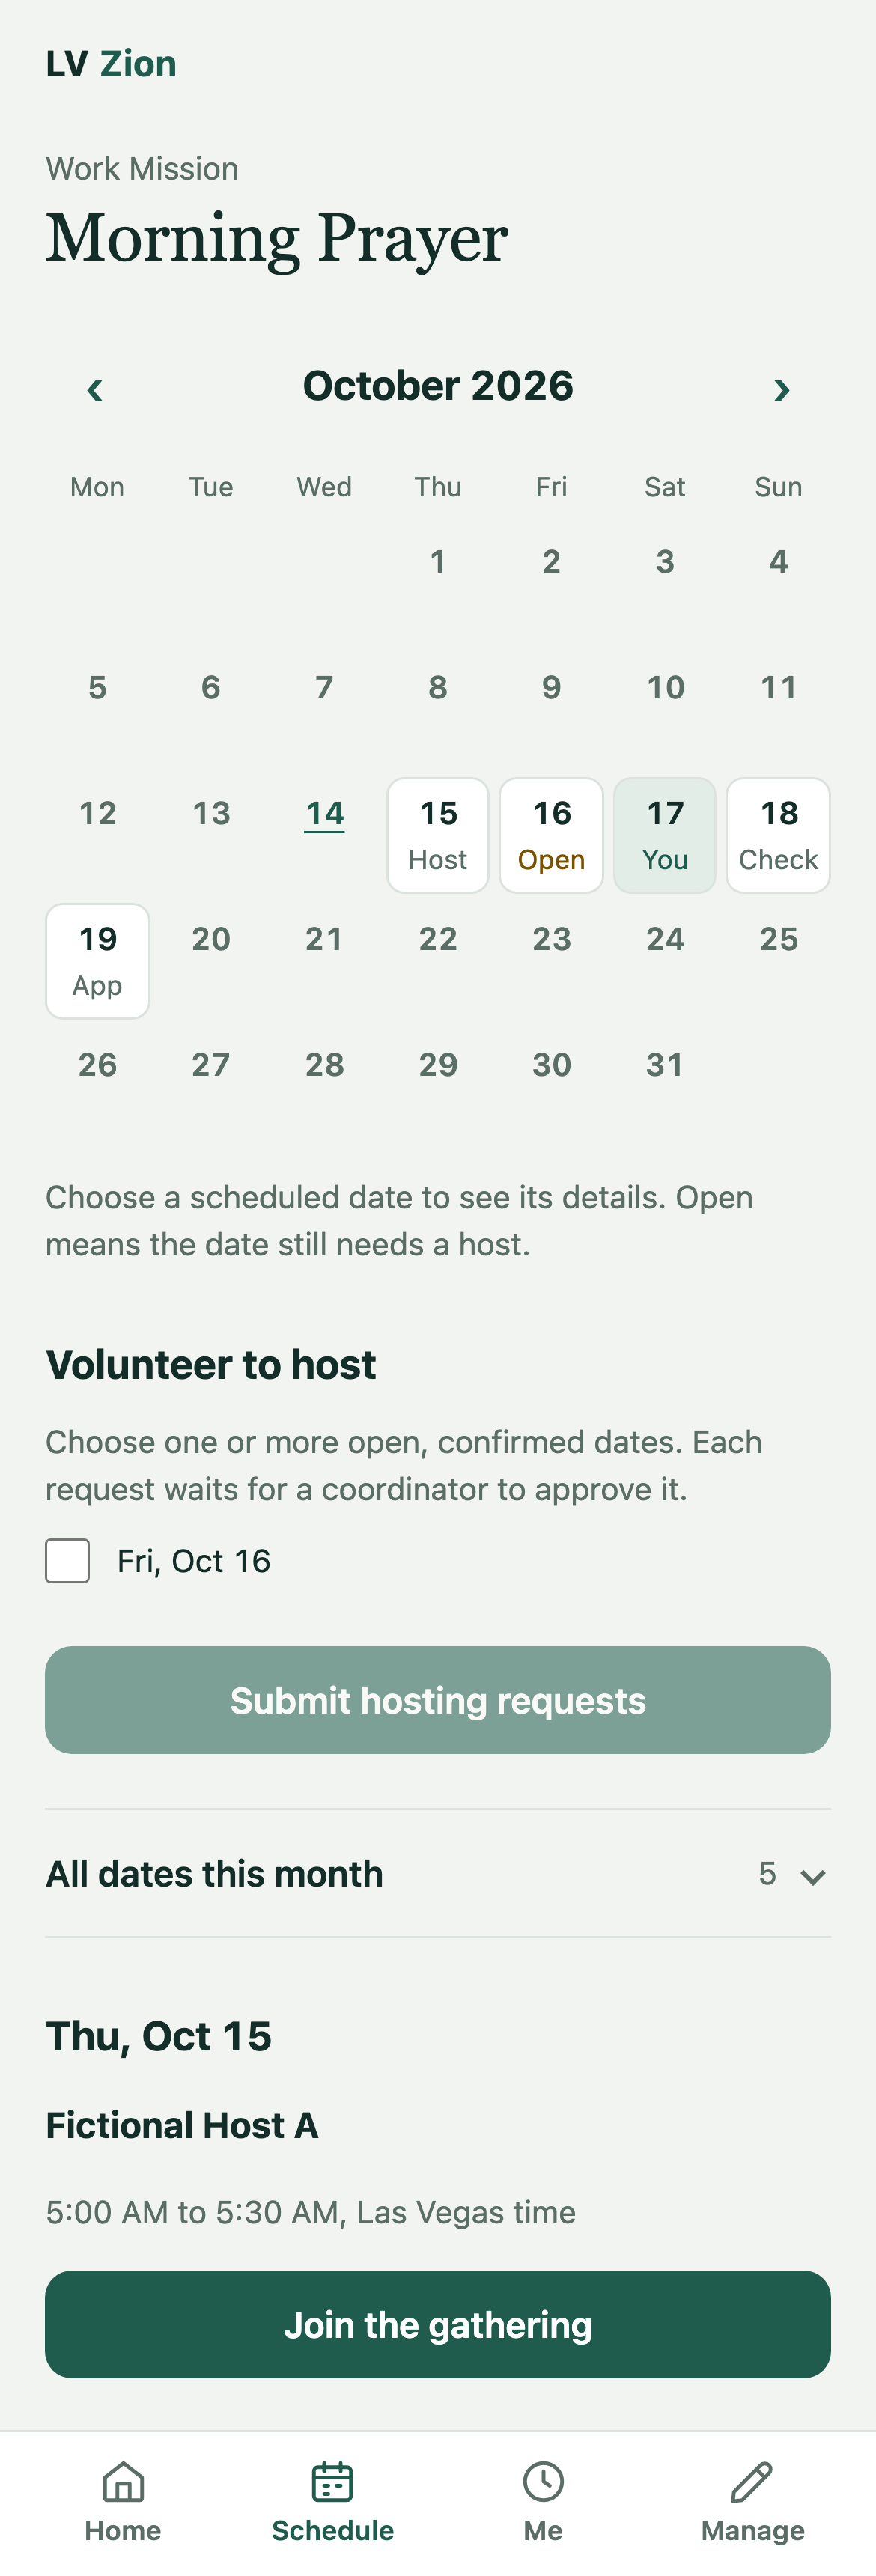 LV Zion
Work Mission
Morning Prayer
‹ October 2026 ›
Mon Tue Wed Thu Fri Sat Sun
1 2 3 4
5 6 7 8 9 10 11
12 13 14 15 16 17 18
Host Open You Check
19 20 21 22 23 24 25
App
26 27 28 29 30 31
Choose a scheduled date to see its details. Open
means the date still needs a host.
Volunteer to host
Choose one or more open, confirmed dates. Each
request waits for a coordinator to approve it.
Fri, Oct 16
Submit hosting requests
All dates this month 5
Thu, Oct 15
Fictional Host A
5:00 AM to 5:30 AM, Las Vegas time
Join the gathering
Home Schedule Me Manage